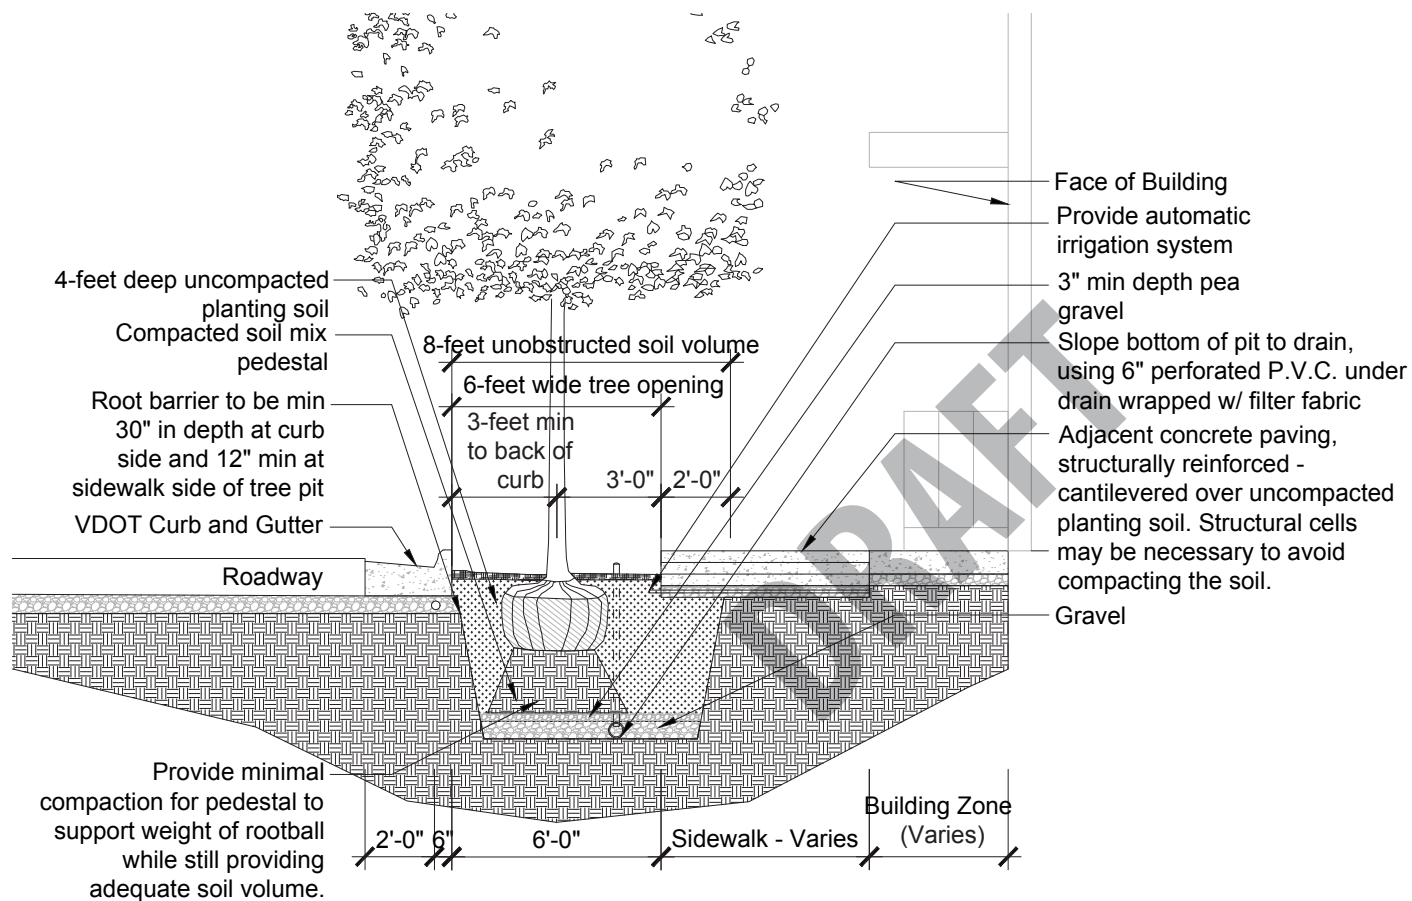 Face of Building
Provide automatic
irrigation system
3" min depth pea
gravel
Slope bottom of pit to drain,
using 6" perforated P.V.C. under
drain wrapped w/ filter fabric
Adjacent concrete paving,
structurally reinforced -
cantilevered over uncompacted
planting soil. Structural cells
may be necessary to avoid
compacting the soil.
Gravel
4-feet deep uncompacted
planting soil
Compacted soil mix
pedestal
Root barrier to be min
30" in depth at curb
side and 12" min at
sidewalk side of tree pit
VDOT Curb and Gutter
Roadway
8-feet unobstructed soil volume
6-feet wide tree opening
3-feet min
to back of
curb
3'-0"
2'-0"
DRAFT
Provide minimal
compaction for pedestal to
support weight of rootball
while still providing
adequate soil volume.
2'-0"
6"
6'-0"
Sidewalk - Varies
Building Zone
(Varies)